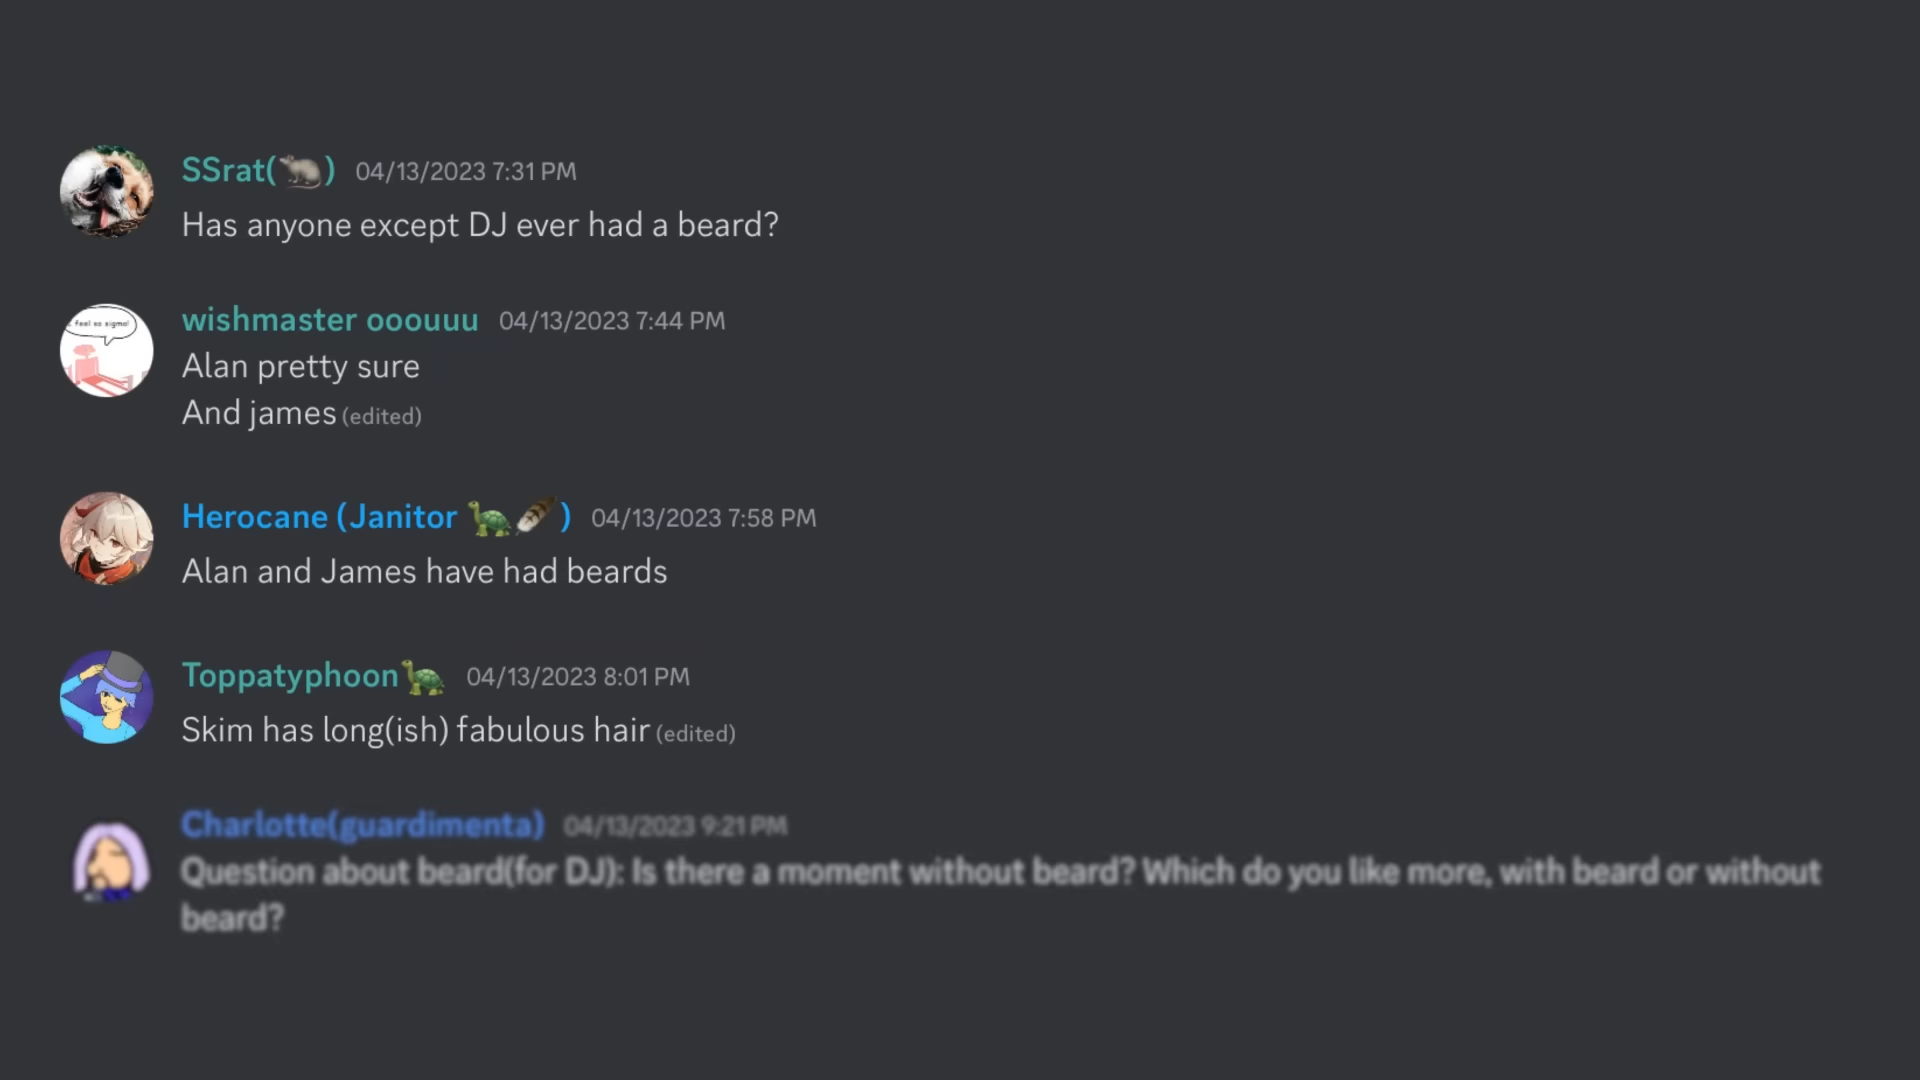 SSrat(🐀) 04/13/2023 7:31 PM
Has anyone except DJ ever had a beard?
feel so sigma!
wishmaster ooouuu 04/13/2023 7:44 PM
Alan pretty sure
And james (edited)
Herocane (Janitor 🐢🪶) 04/13/2023 7:58 PM
Alan and James have had beards
Toppatyphoon🐢 04/13/2023 8:01 PM
Skim has long(ish) fabulous hair (edited)
Charlotte(guardimenta) 04/13/2023 9:21 PM
Question about beard(for DJ): Is there a moment without beard? Which do you like more, with beard or without
beard?